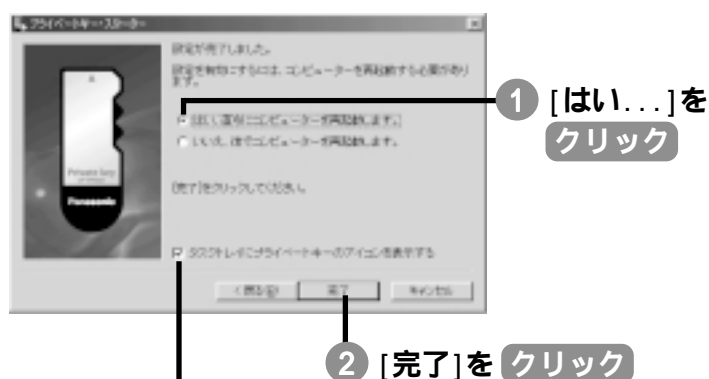 プライベートキー・スターター
設定が完了しました。
設定を有効にするには、コンピューターを再起動する必要があり
ます。
はい、直ちにコンピューターを再起動します。
いいえ、後でコンピューターを再起動します。
[完了]をクリックしてください。
タスクトレイにプライベートキーのアイコンを表示する
< 戻る(B)
完了
キャンセル
Private key
Panasonic
1 [はい...]を
クリック
2 [完了]を クリック